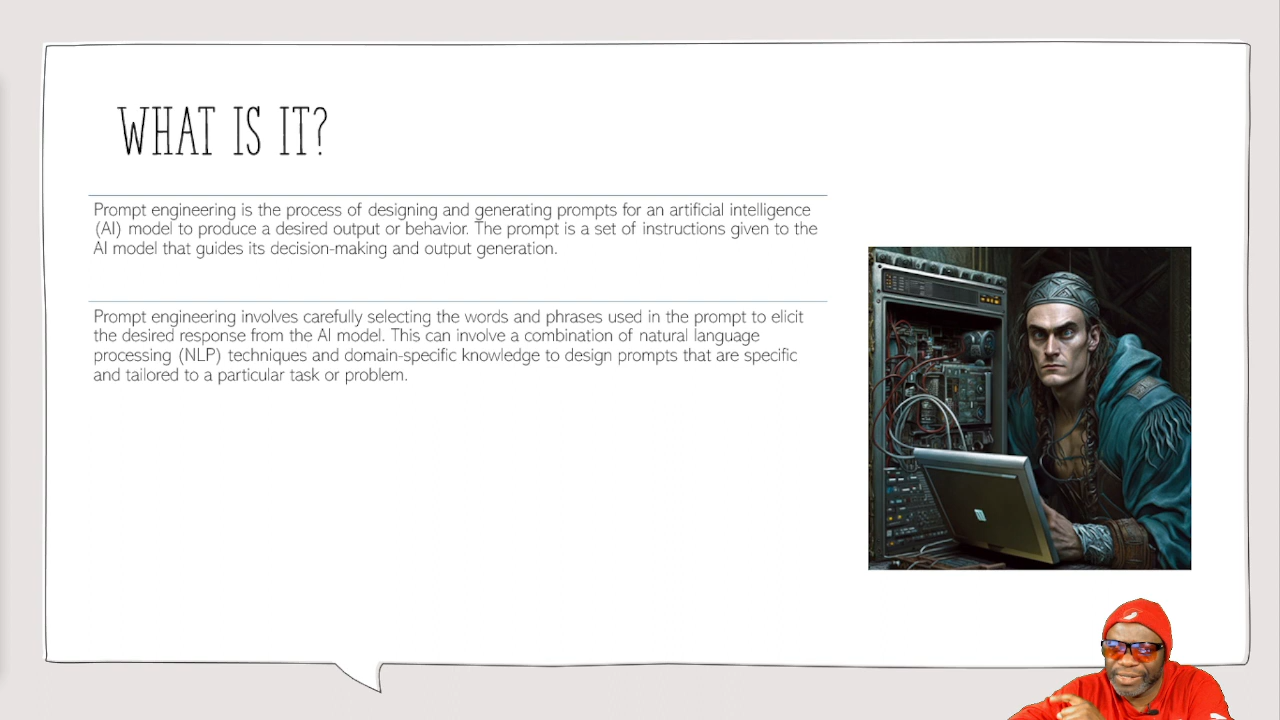 WHAT IS IT?
Prompt engineering is the process of designing and generating prompts for an artificial intelligence
(AI) model to produce a desired output or behavior. The prompt is a set of instructions given to the
AI model that guides its decision-making and output generation.
Prompt engineering involves carefully selecting the words and phrases used in the prompt to elicit
the desired response from the AI model. This can involve a combination of natural language
processing (NLP) techniques and domain-specific knowledge to design prompts that are specific
and tailored to a particular task or problem.